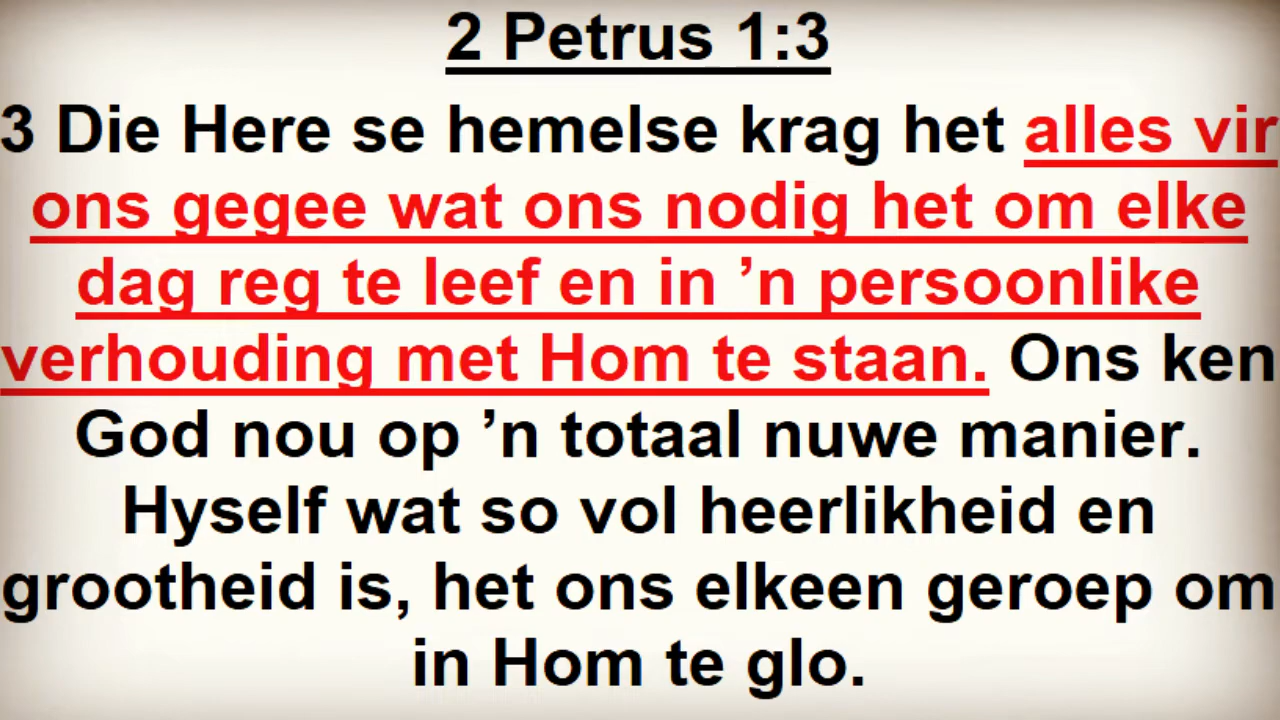 2 Petrus 1:3
3 Die Here se hemelse krag het alles vir
ons gegee wat ons nodig het om elke
dag reg te leef en in ’n persoonlike
verhouding met Hom te staan. Ons ken
God nou op ’n totaal nuwe manier.
Hyself wat so vol heerlikheid en
grootheid is, het ons elkeen geroep om
in Hom te glo.